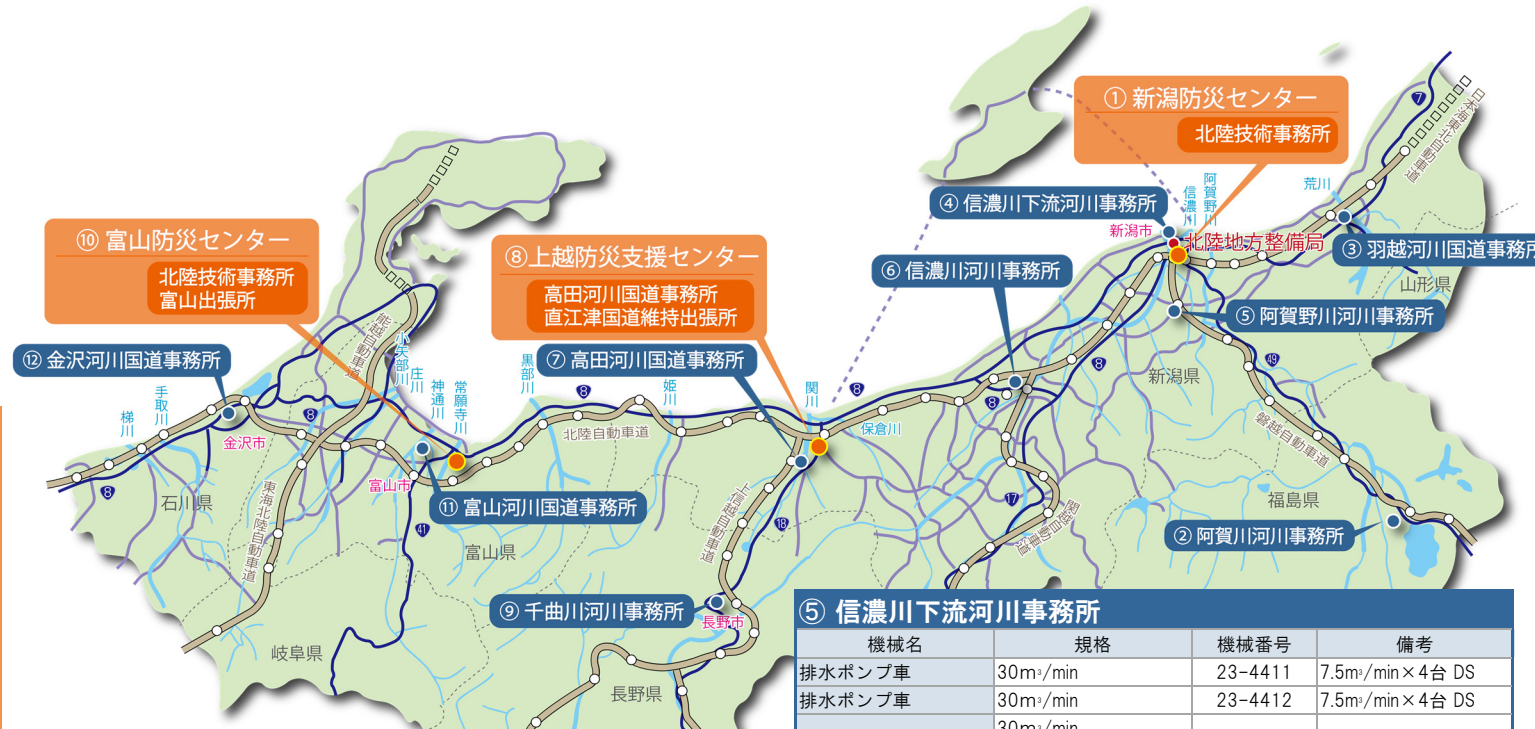 ① 新潟防災センター
北陸技術事務所
7
日本海東北自動車道
荒川
阿賀野川
信濃川
④ 信濃川下流河川事務所
新潟市
北陸地方整備局
③ 羽越河川国道事務所
山形県
⑩ 富山防災センター
北陸技術事務所
富山出張所
⑧上越防災支援センター
高田河川国道事務所
直江津国道維持出張所
⑥ 信濃川河川事務所
⑤ 阿賀野川河川事務所
能越自動車道
小矢部川
庄川
神通川
常願寺川
黒部川
⑫ 金沢河川国道事務所
⑦ 高田河川国道事務所
姫川
関川
8
8
8
49
新潟県
手取川
梯川
8
8
金沢市
北陸自動車道
保倉川
磐越自動車道
富山市
8
石川県
東海北陸自動車道
⑪ 富山河川国道事務所
上信越自動車道
17
関越自動車道
福島県
41
18
富山県
② 阿賀川河川事務所
⑨ 千曲川河川事務所
長野市
岐阜県
長野県
⑤ 信濃川下流河川事務所
機械名 規格 機械番号 備考
排水ポンプ車 30m³/min 23-4411 7.5m³/min×4台 DS
排水ポンプ車 30m³/min 23-4412 7.5m³/min×4台 DS
30m³/min